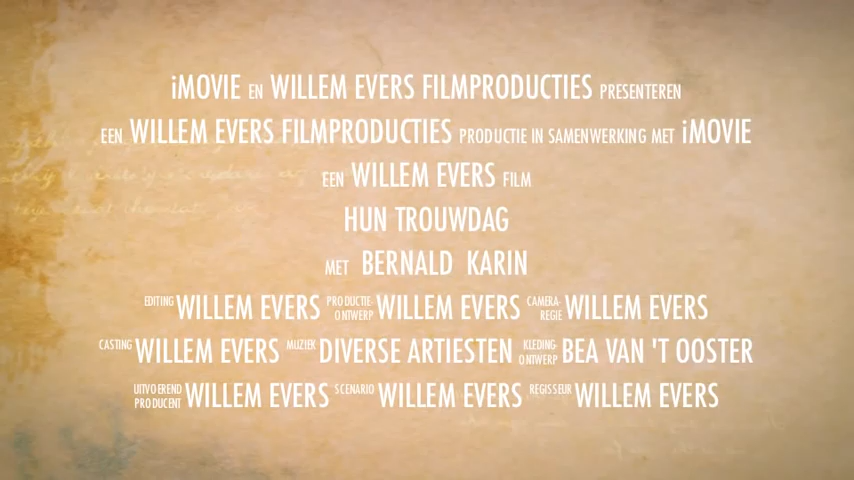 iMOVIE EN WILLEM EVERS FILMPRODUCTIES PRESENTEREN
EEN WILLEM EVERS FILMPRODUCTIES PRODUCTIE IN SAMENWERKING MET iMOVIE
EEN WILLEM EVERS FILM
HUN TROUWDAG
MET BERNALD KARIN
EDITING WILLEM EVERS PRODUCTIE-ONTWERP WILLEM EVERS CAMERA-REGIE WILLEM EVERS
CASTING WILLEM EVERS MUZIEK DIVERSE ARTIESTEN KLEDING-ONTWERP BEA VAN 'T OOSTER
UITVOEREND PRODUCENT WILLEM EVERS SCENARIO WILLEM EVERS REGISSEUR WILLEM EVERS